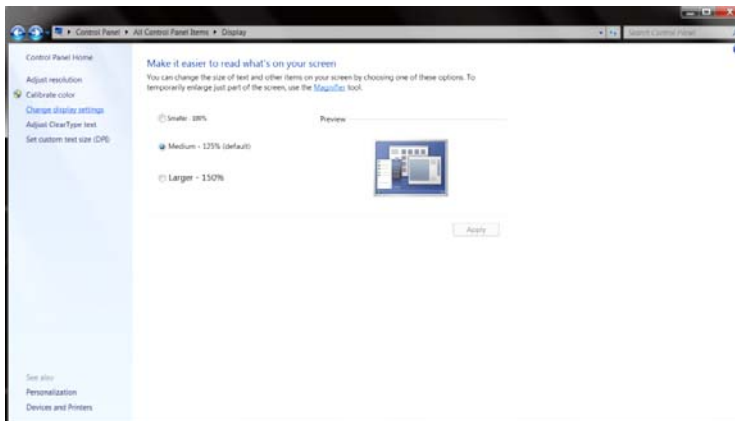 Control Panel ▸ All Control Panel Items ▸ Display
Search Control Panel
Control Panel Home
Adjust resolution
Calibrate color
Change display settings
Adjust ClearType text
Set custom text size (DPI)
Make it easier to read what's on your screen
You can change the size of text and other items on your screen by choosing one of these options. To
temporarily enlarge just part of the screen, use the Magnifier tool.
Smaller - 100%
Preview
Medium - 125% (default)
Larger - 150%
Apply
See also
Personalization
Devices and Printers